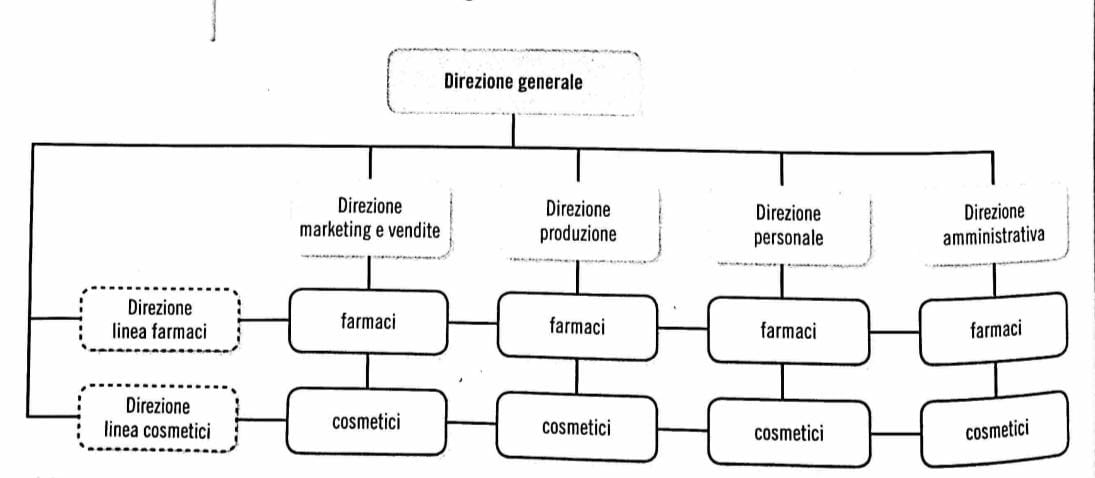 Direzione generale
Direzione
marketing e vendite
Direzione
produzione
Direzione
personale
Direzione
amministrativa
Direzione
linea farmaci
farmaci
farmaci
farmaci
farmaci
Direzione
linea cosmetici
cosmetici
cosmetici
cosmetici
cosmetici